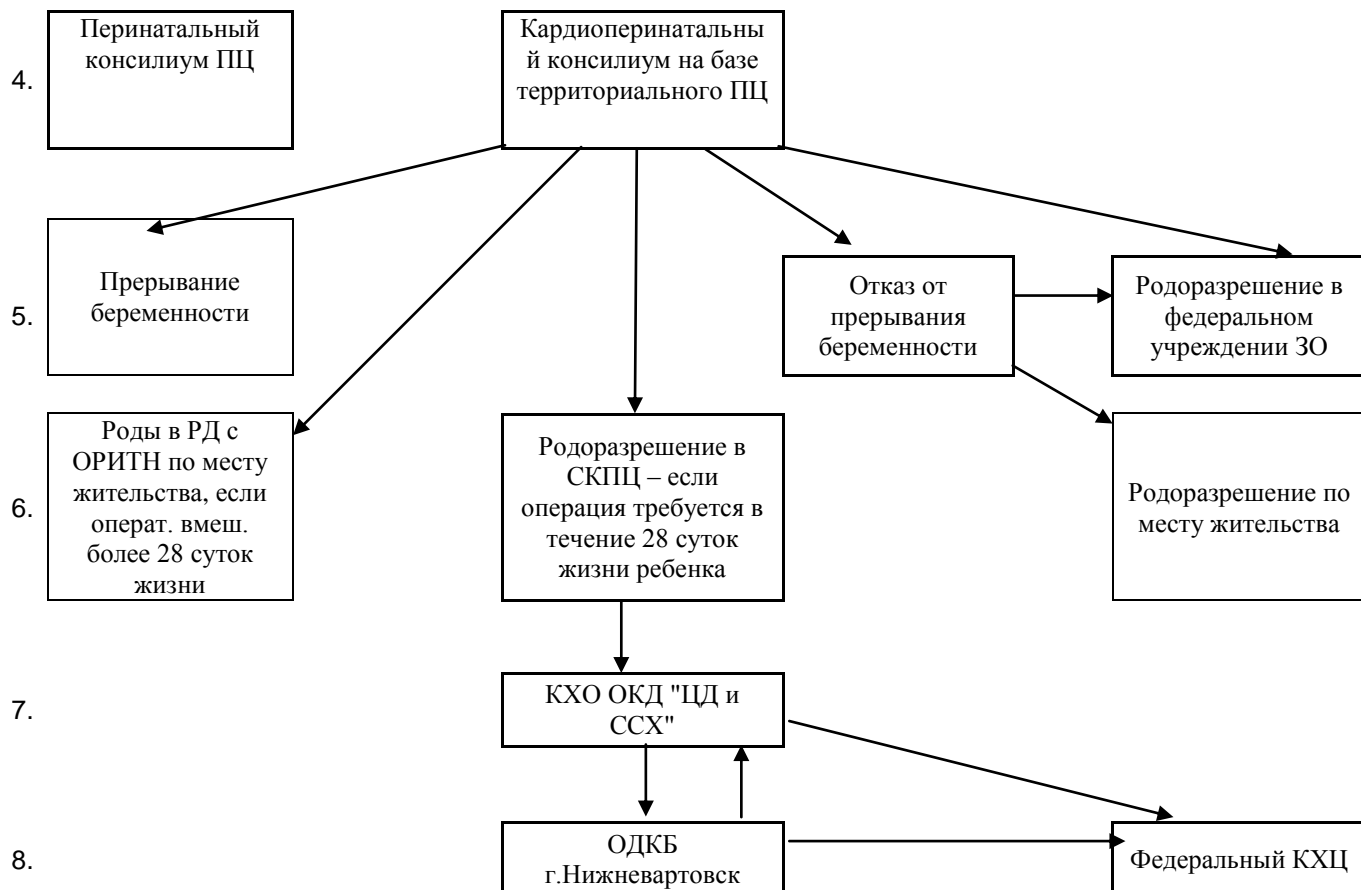 4.
Перинатальный
консилиум ПЦ
Кардиоперинатальны
й консилиум на базе
территориального ПЦ
5.
Прерывание
беременности
Отказ от
прерывания
беременности
Родоразрешение в
федеральном
учреждении ЗО
6.
Роды в РД с
ОРИТН по месту
жительства, если
операт. вмеш.
более 28 суток
жизни
Родоразрешение в
СКПЦ – если
операция требуется в
течение 28 суток
жизни ребенка
Родоразрешение по
месту жительства
7.
КХО ОКД "ЦД и
ССХ"
8.
ОДКБ
г.Нижневартовск
Федеральный КХЦ